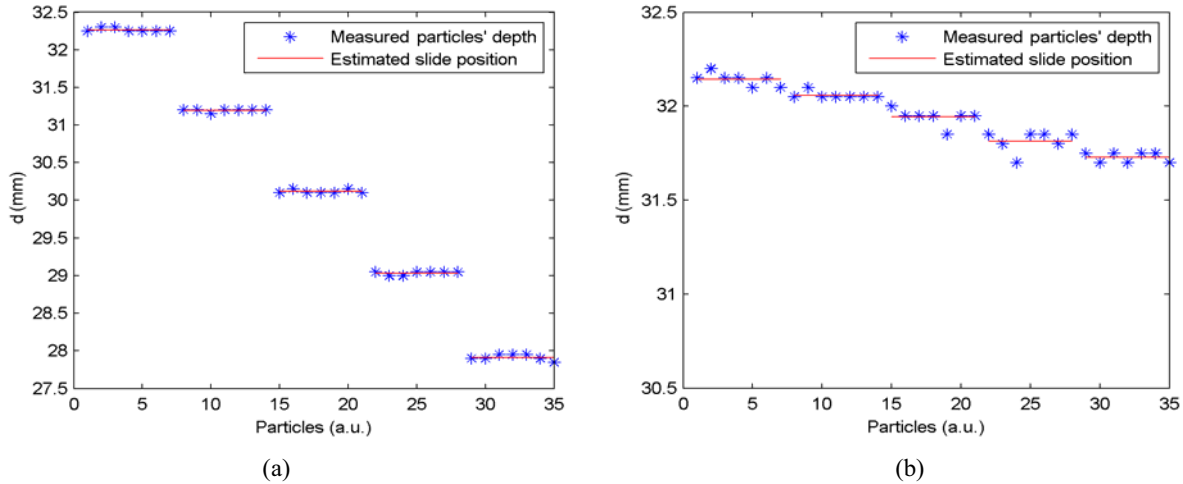 32.5
32
31.5
31
30.5
30
29.5
29
28.5
28
27.5
d (mm)
0 5 10 15 20 25 30 35
Particles (a.u.)
Measured particles' depth
Estimated slide position
(a)
32.5
32
31.5
31
30.5
d (mm)
0 5 10 15 20 25 30 35
Particles (a.u.)
Measured particles' depth
Estimated slide position
(b)